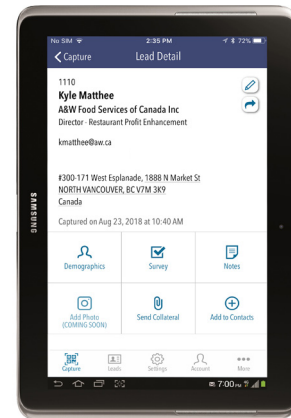 No SIM
2:35 PM
72%
Capture
Lead Detail
1110
Kyle Matthee
A&W Food Services of Canada Inc
Director - Restaurant Profit Enhancement
kmatthee@aw.ca
#300-171 West Esplanade, 1888 N Market St
NORTH VANCOUVER, BC V7M 3K9
Canada
Captured on Aug 23, 2018 at 10:40 AM
SAMSUNG
Demographics
Survey
Notes
Add Photo
(COMING SOON)
Send Collateral
Add to Contacts
Capture
Leads
Settings
Account
More
7:00 PM